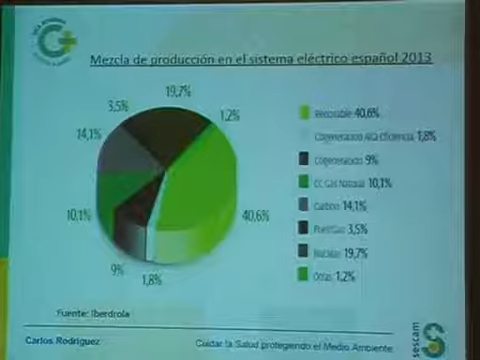 Mezcla de producción en el sistema eléctrico español 2013
19,7%
3,5%
1,2%
14,1%
10,1%
40,6%
9%
1,8%
Renovable 40,6%
Cogeneración Alta Eficiencia 1,8%
Cogeneración 9%
CC Gas Natural 10,1%
Carbón 14,1%
Fuel/Gas 3,5%
Nuclear 19,7%
Otras 1,2%
Fuente: Iberdrola
Carlos Rodríguez
Cuidar la Salud protegiendo el Medio Ambiente
sescam